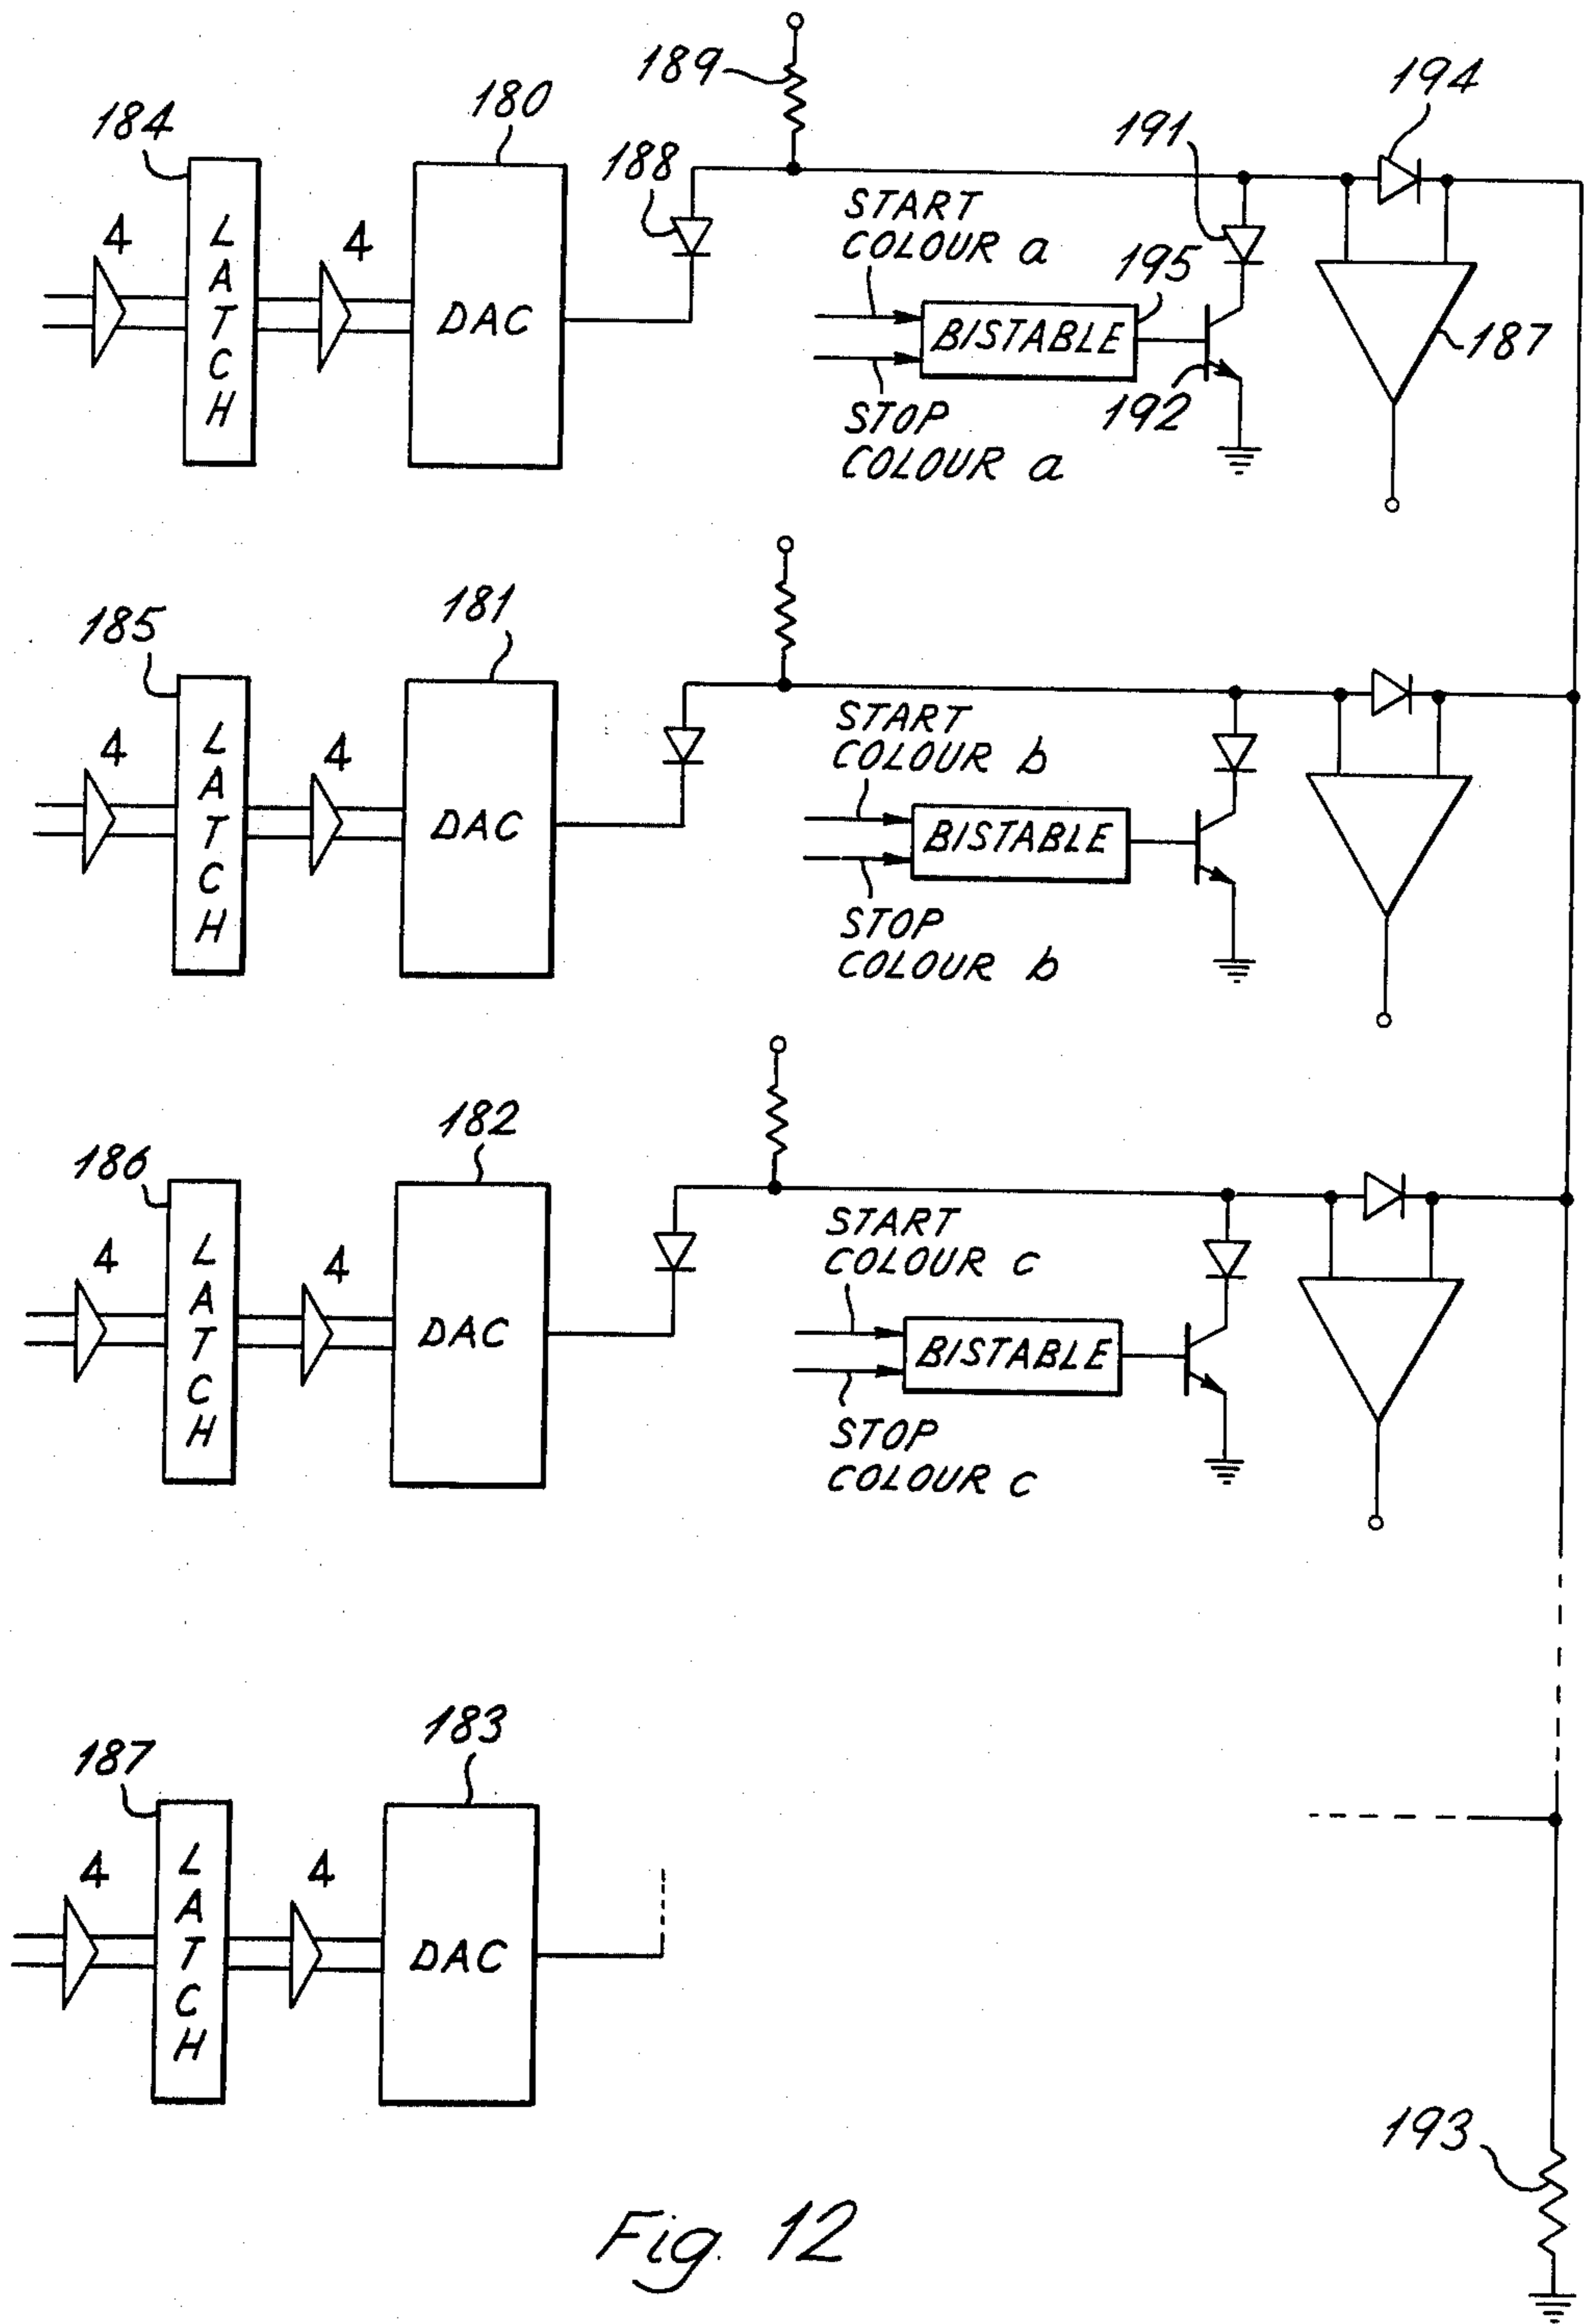 189
194
180
184
191
188
START
COLOUR a
4
4
L
A
T
C
H
DAC
195
BISTABLE
187
192
STOP
COLOUR a
181
185
START
COLOUR b
4
4
L
A
T
C
H
DAC
BISTABLE
STOP
COLOUR b
182
186
START
COLOUR c
4
4
L
A
T
C
H
DAC
BISTABLE
STOP
COLOUR c
183
187
4
4
L
A
T
C
H
DAC
193
Fig. 12